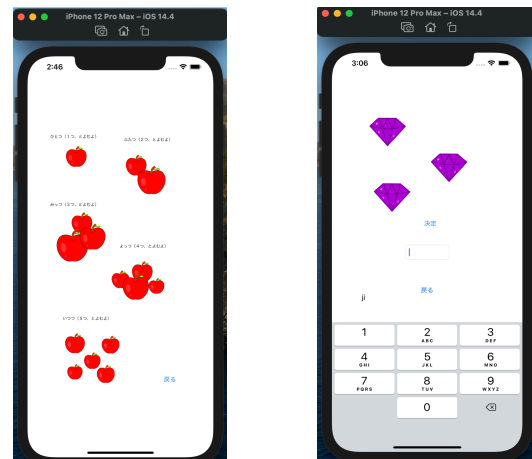 iPhone 12 Pro Max – iOS 14.4
2:46
ひとつ（１つ、とよむよ）
ふたつ（２つ、とよむよ）
みっつ（３つ、とよむよ）
よっつ（４つ、とよむよ）
いつつ（５つ、とよむよ）
戻る
iPhone 12 Pro Max – iOS 14.4
3:06
決定
戻る
ji
1 2 3
ABC DEF
4 5 6
GHI JKL MNO
7 8 9
PQRS TUV WXYZ
0